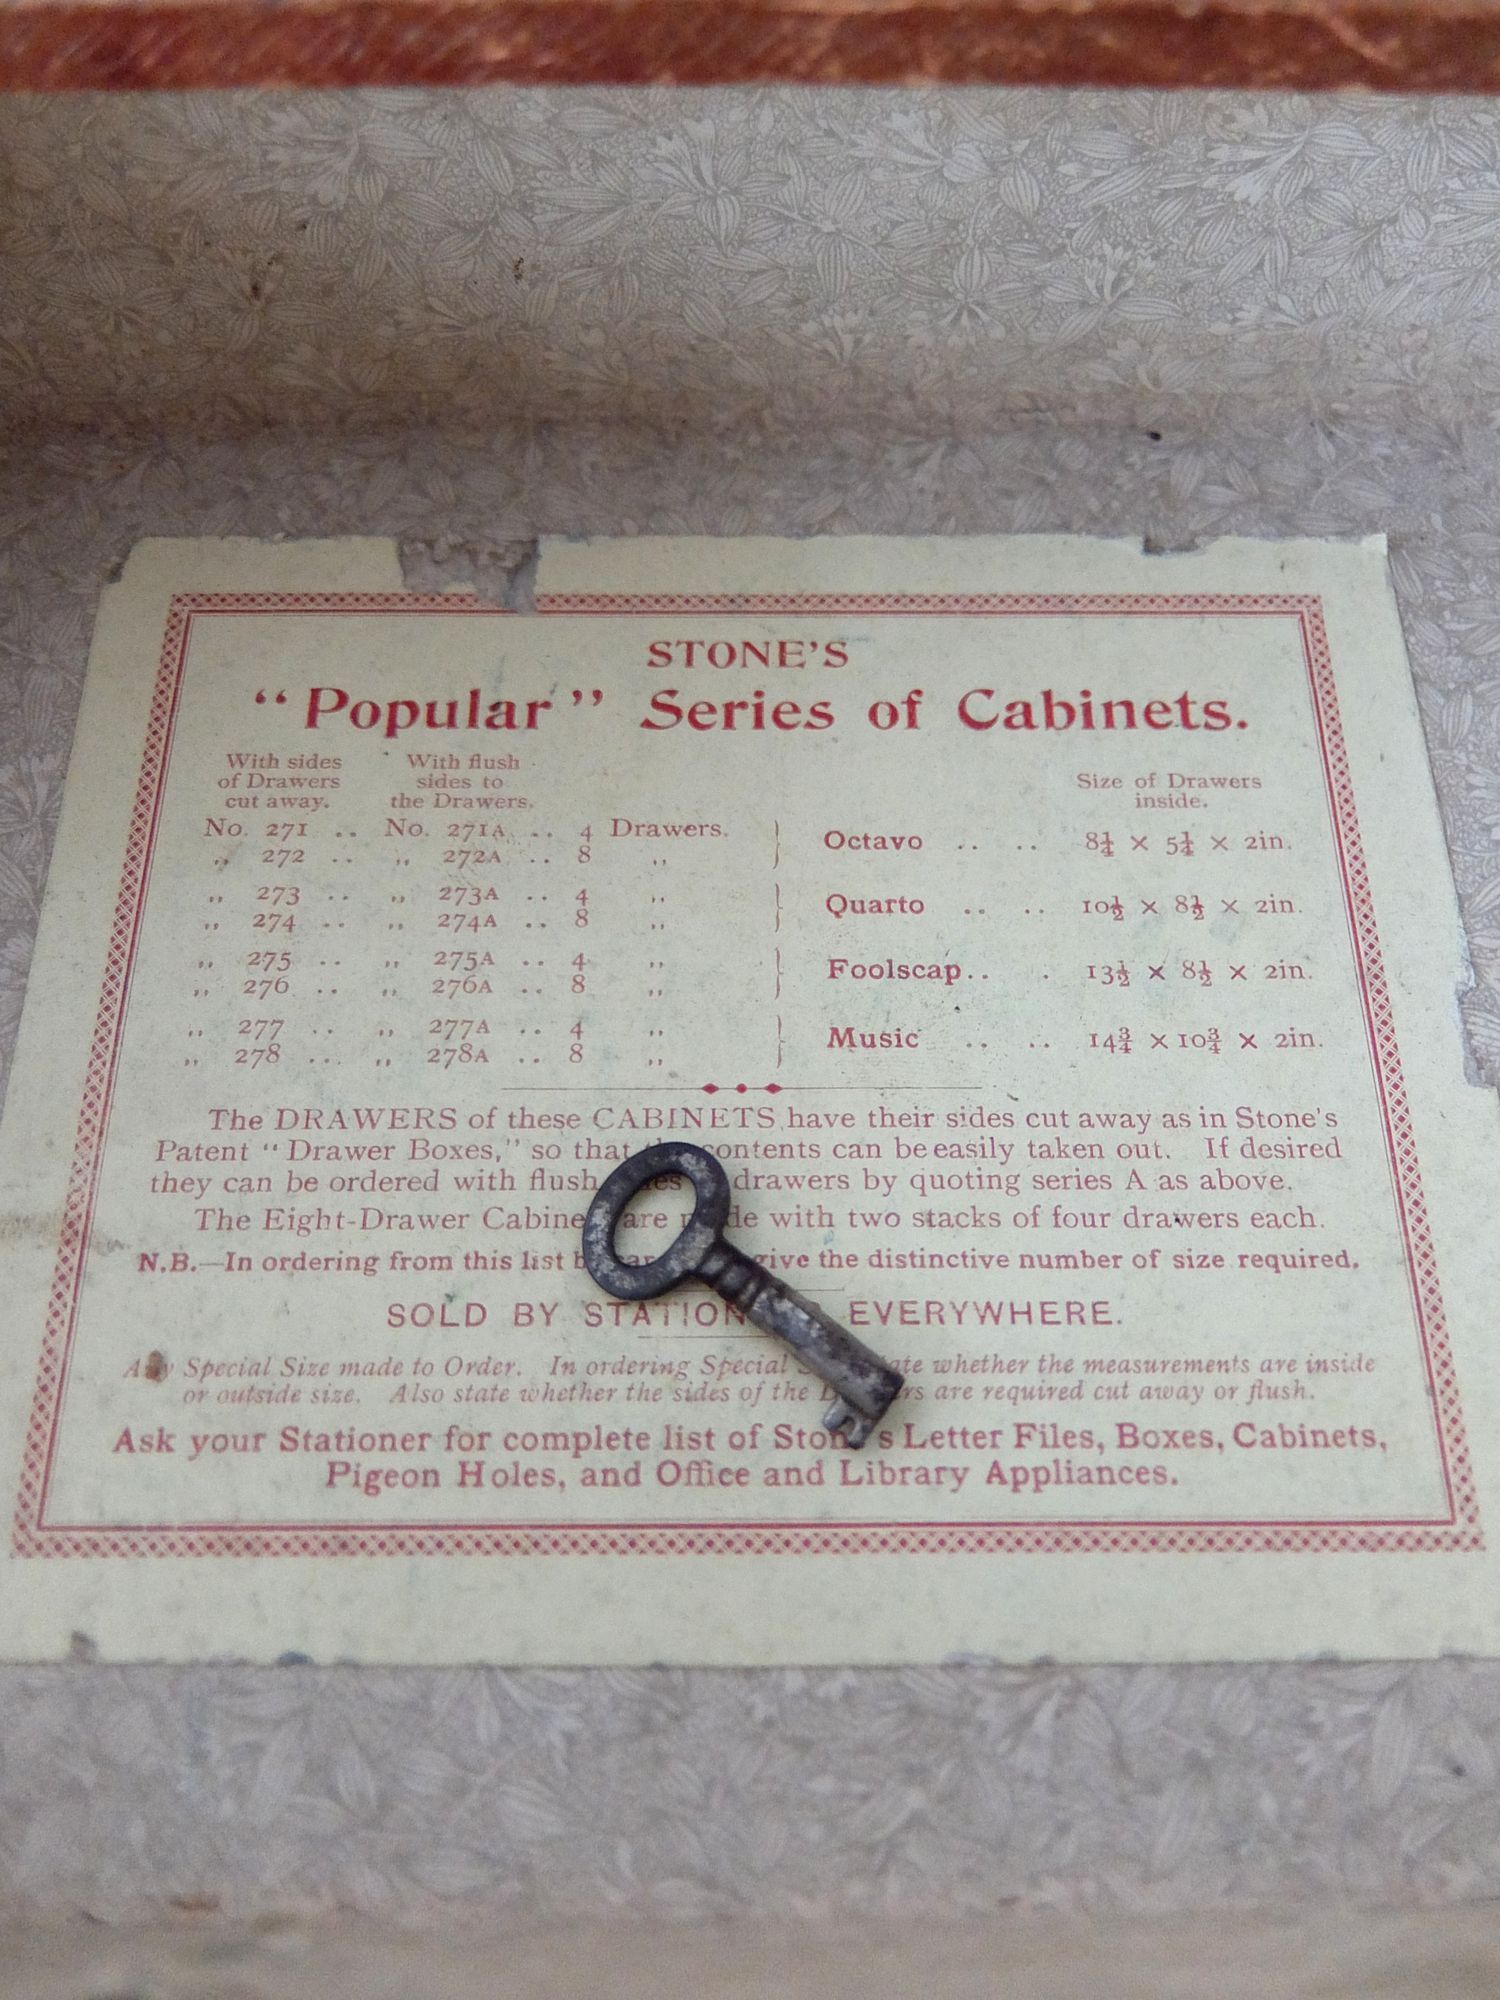 STONE'S
"Popular" Series of Cabinets.
With sides of Drawers cut away. With flush sides to the Drawers. Size of Drawers inside.
No. 271 .. No. 271A .. 4 Drawers. } Octavo .. .. 8¼ × 5¼ × 2in.
,, 272 .. ,, 272A .. 8 ,,
,, 273 .. ,, 273A .. 4 ,, } Quarto .. .. 10½ × 8½ × 2in.
,, 274 .. ,, 274A .. 8 ,,
,, 275 .. ,, 275A .. 4 ,, } Foolscap.. . 13½ × 8½ × 2in.
,, 276 .. ,, 276A .. 8 ,,
,, 277 .. ,, 277A .. 4 ,, } Music .. .. 14¾ × 10¾ × 2in.
,, 278 ... ,, 278A .. 8 ,,
The DRAWERS of these CABINETS have their sides cut away as in Stone's
Patent "Drawer Boxes," so that contents can be easily taken out. If desired
they can be ordered with flush drawers by quoting series A as above.
The Eight-Drawer Cabine are with two stacks of four drawers each.
N.B.—In ordering from this list give the distinctive number of size required.
SOLD BY STATION EVERYWHERE.
Any Special Size made to Order. In ordering Special whether the measurements are inside
or outside size. Also state whether the sides of the are required cut away or flush.
Ask your Stationer for complete list of Stone's Letter Files, Boxes, Cabinets,
Pigeon Holes, and Office and Library Appliances.